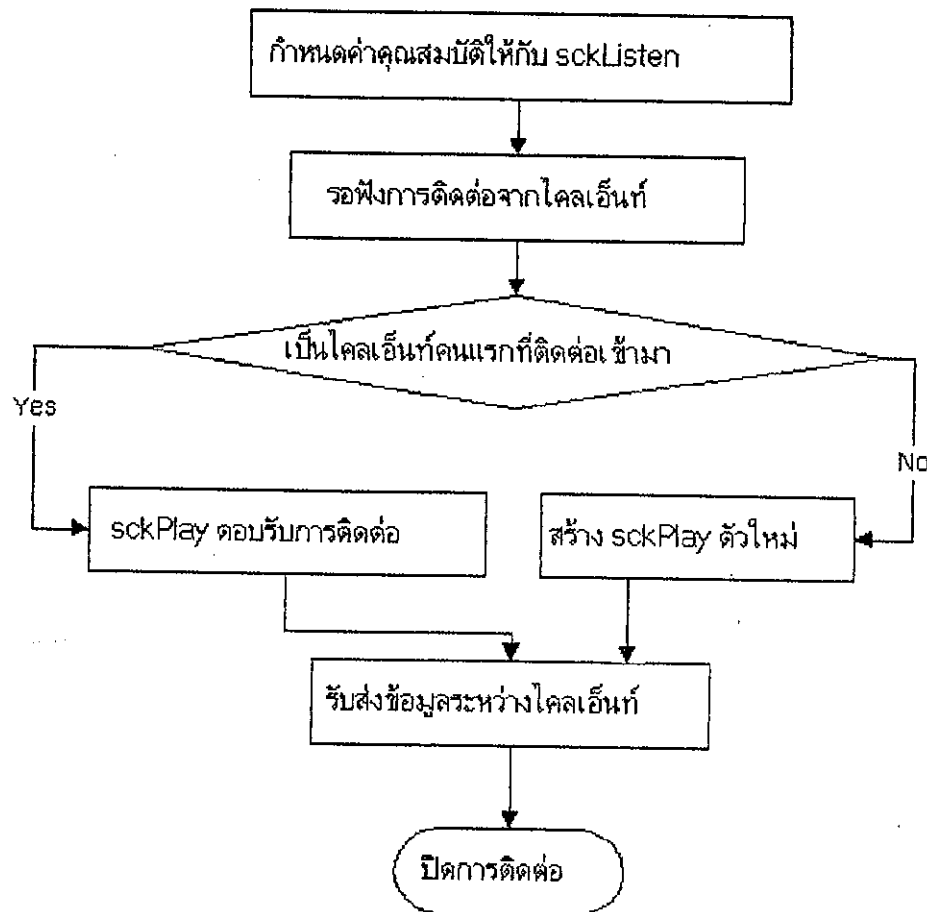 กำหนดค่าคุณสมบัติให้กับ sckListen
รอฟังการติดต่อจากไคลเอ็นท์
เป็นไคลเอ็นท์คนแรกที่ติดต่อเข้ามา
Yes
No
sckPlay ตอบรับการติดต่อ
สร้าง sckPlay ตัวใหม่
รับส่งข้อมูลระหว่างไคลเอ็นท์
ปิดการติดต่อ